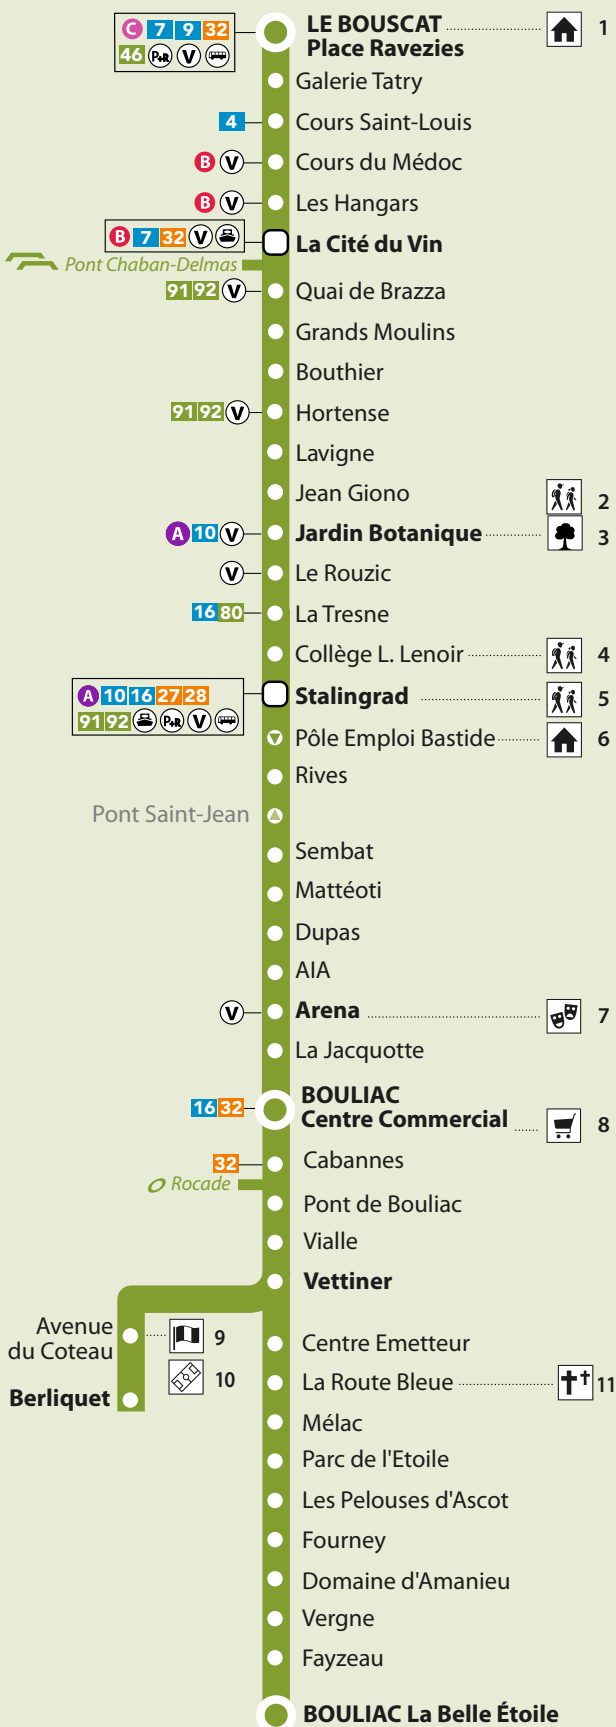 C 7 9 32 LE BOUSCAT 1
46 P+R V Place Ravezies
Galerie Tatry
4 Cours Saint-Louis
B V Cours du Médoc
B V Les Hangars
B 7 32 V La Cité du Vin
Pont Chaban-Delmas
91 92 V Quai de Brazza
Grands Moulins
Bouthier
91 92 V Hortense
Lavigne
Jean Giono 2
A 10 V Jardin Botanique 3
V Le Rouzic
16 80 La Tresne
Collège L. Lenoir 4
A 10 16 27 28 Stalingrad 5
91 92 P+R V
Pôle Emploi Bastide 6
Rives
Pont Saint-Jean
Sembat
Mattéoti
Dupas
AIA
V Arena 7
La Jacquotte
BOULIAC
16 32 Centre Commercial 8
32 Cabannes
Rocade
Pont de Bouliac
Vialle
Vettiner
Avenue
du Coteau 9
10
Berliquet
Centre Emetteur
La Route Bleue 11
Mélac
Parc de l'Etoile
Les Pelouses d'Ascot
Fourney
Domaine d'Amanieu
Vergne
Fayzeau
BOULIAC La Belle Étoile